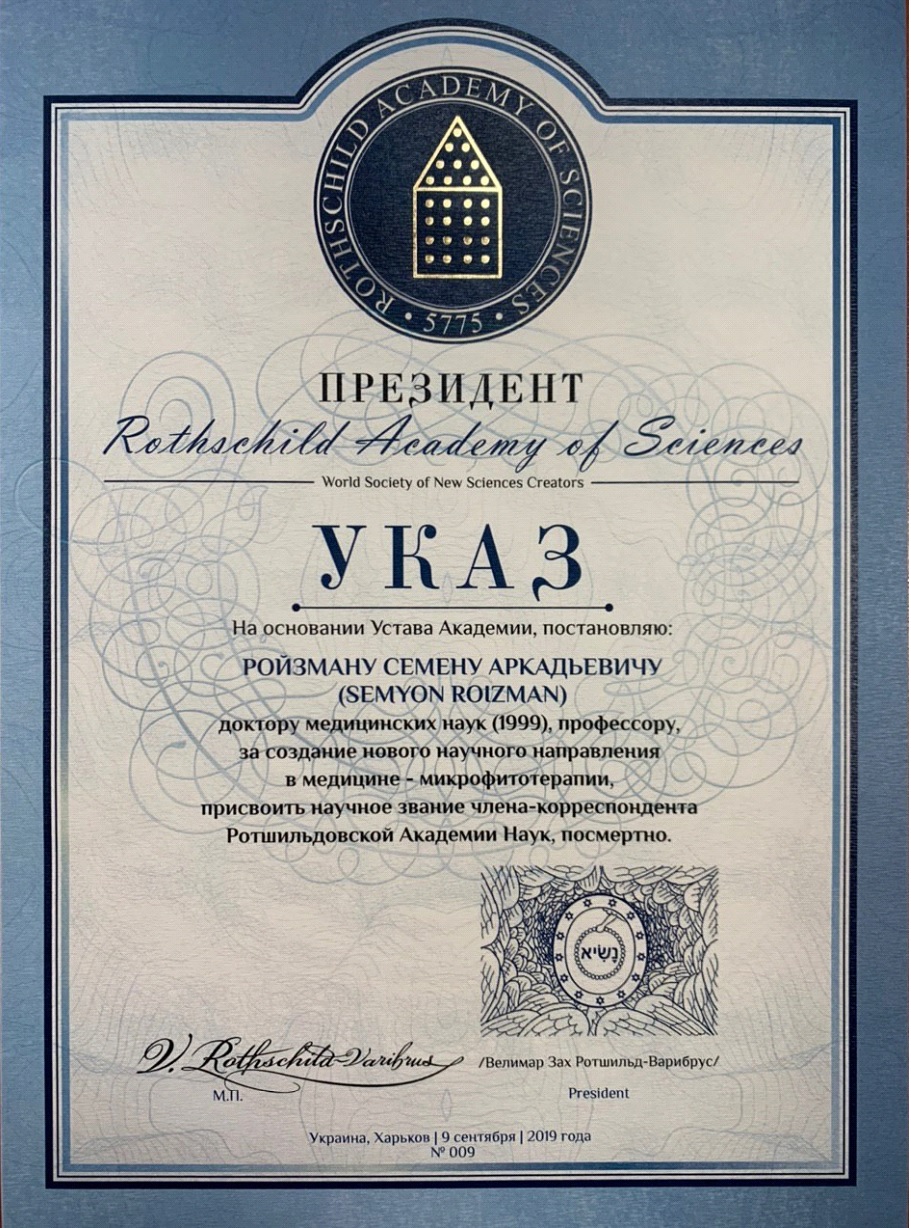 ROTHSCHILD ACADEMY OF SCIENCES
• 5775 •
ПРЕЗИДЕНТ
Rothschild Academy of Sciences
World Society of New Sciences Creators
УКАЗ
На основании Устава Академии, постановляю:
РОЙЗМАНУ СЕМЕНУ АРКАДЬЕВИЧУ
(SEMYON ROIZMAN)
доктору медицинских наук (1999), профессору,
за создание нового научного направления
в медицине - микрофитотерапии,
присвоить научное звание члена-корреспондента
Ротшильдовской Академии Наук, посмертно.
נָשִׂיא
V. Rothschild-Varibrus
/Велимар Зах Ротшильд-Варибрус/
М.П.
President
Украина, Харьков | 9 сентября | 2019 года
№ 009